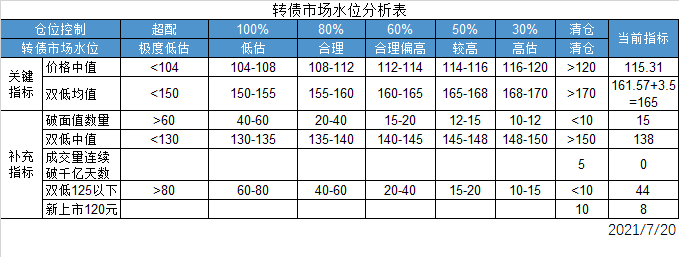 转债市场水位分析表
仓位控制 超配 100% 80% 60% 50% 30% 清仓 当前指标
转债市场水位 极度低估 低估 合理 合理偏高 较高 高估 清仓
关键指标 价格中值 <104 104-108 108-112 112-114 114-116 116-120 >120 115.31
双低均值 <150 150-155 155-160 160-165 165-168 168-170 >170 161.57+3.5=165
补充指标 破面值数量 >60 40-60 20-40 15-20 12-15 10-12 <10 15
双低中值 <130 130-135 135-140 140-145 145-148 148-150 >150 138
成交量连续破千亿天数 5 0
双低125以下 >80 60-80 40-60 20-40 15-20 10-15 <10 44
新上市120元 10 8
2021/7/20